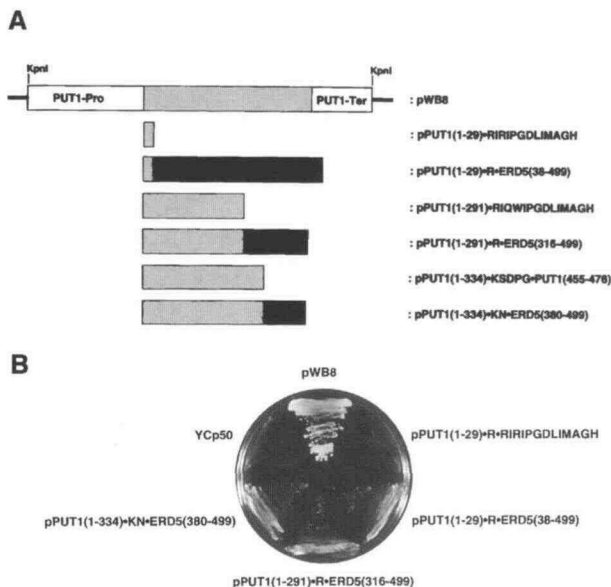 A
KpnI KpnI
PUT1-Pro PUT1-Ter : pWB8
: pPUT1(1-29)•RIRIPGDLIMAGH
: pPUT1(1-29)•R•ERD5(38-499)
: pPUT1(1-291)•RIQWIPGDLIMAGH
: pPUT1(1-291)•R•ERD5(316-499)
: pPUT1(1-334)•KSDPG•PUT1(455-476)
: pPUT1(1-334)•KN•ERD5(380-499)
B
pWB8
YCp50 pPUT1(1-29)•R•RIRIPGDLIMAGH
pPUT1(1-334)•KN•ERD5(380-499) pPUT1(1-29)•R•ERD5(38-499)
pPUT1(1-291)•R•ERD5(316-499)